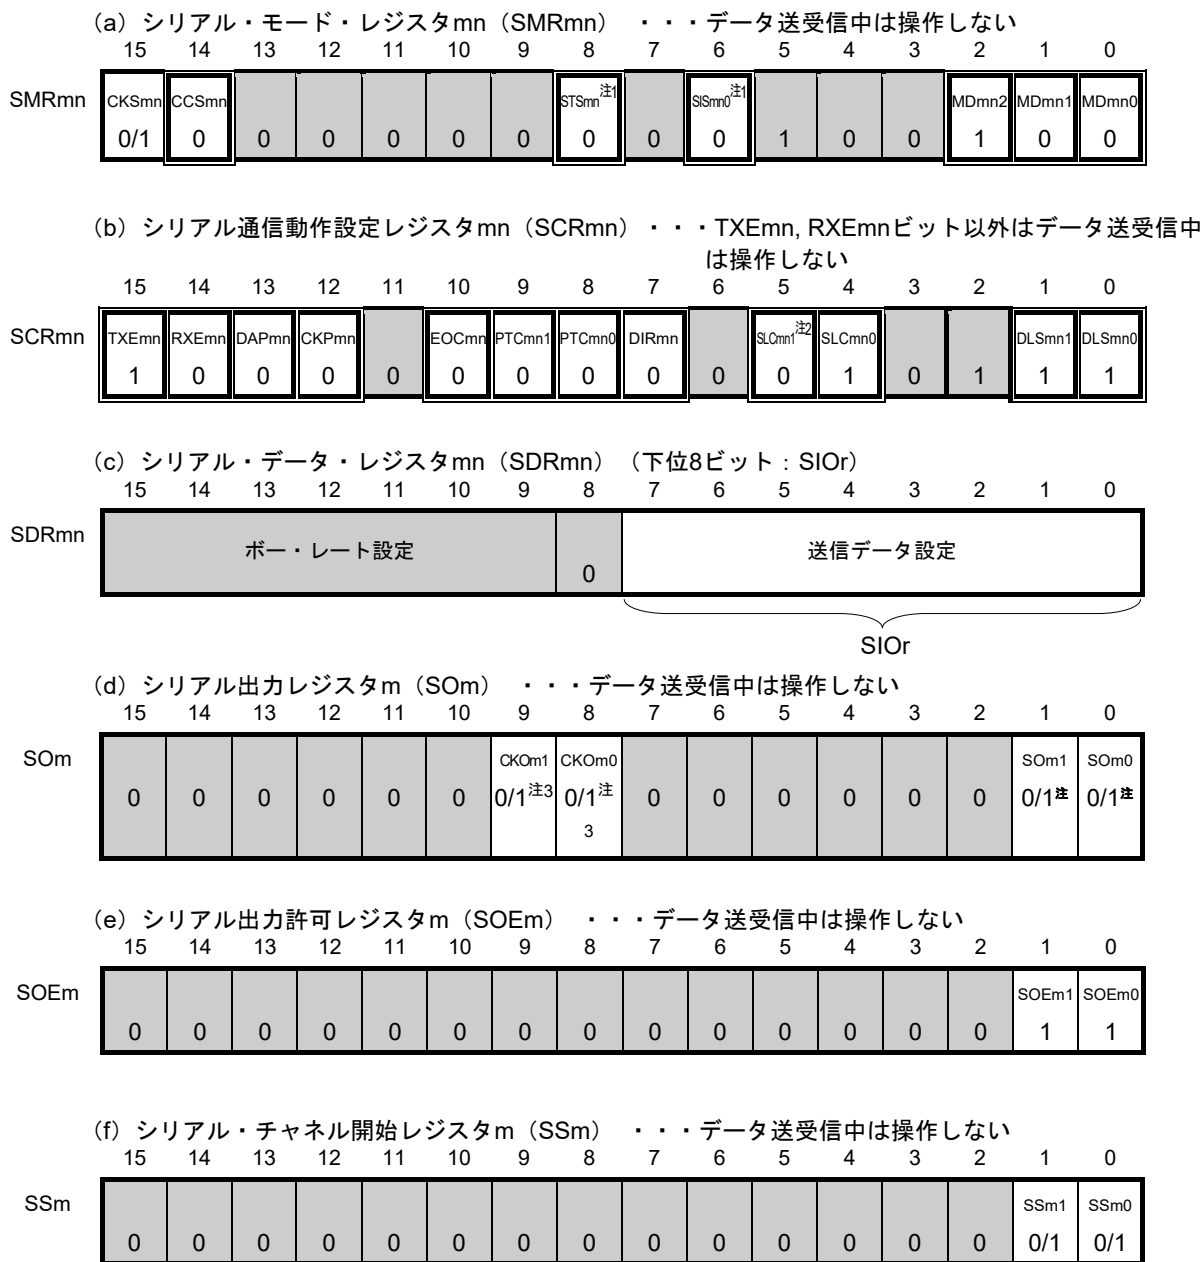 （a）シリアル・モード・レジスタmn（SMRmn）　・・・データ送受信中は操作しない
15 14 13 12 11 10 9 8 7 6 5 4 3 2 1 0
SMRmn CKSmn CCSmn STSmn注1 SISmn0注1 MDmn2 MDmn1 MDmn0
0/1 0 0 0 0 0 0 0 0 0 1 0 0 1 0 0
（b）シリアル通信動作設定レジスタmn（SCRmn）・・・TXEmn, RXEmnビット以外はデータ送受信中
は操作しない
15 14 13 12 11 10 9 8 7 6 5 4 3 2 1 0
SCRmn TXEmn RXEmn DAPmn CKPmn EOCmn PTCmn1 PTCmn0 DIRmn SLCmn1注2 SLCmn0 DLSmn1 DLSmn0
1 0 0 0 0 0 0 0 0 0 0 1 0 1 1 1
（c）シリアル・データ・レジスタmn（SDRmn）（下位8ビット：SIOr）
15 14 13 12 11 10 9 8 7 6 5 4 3 2 1 0
SDRmn ボー・レート設定 0 送信データ設定
SIOr
（d）シリアル出力レジスタm（SOm）　・・・データ送受信中は操作しない
15 14 13 12 11 10 9 8 7 6 5 4 3 2 1 0
SOm CKOm1 CKOm0 SOm1 SOm0
0 0 0 0 0 0 0/1注3 0/1注 0 0 0 0 0 0 0/1注 0/1注
3
（e）シリアル出力許可レジスタm（SOEm）　・・・データ送受信中は操作しない
15 14 13 12 11 10 9 8 7 6 5 4 3 2 1 0
SOEm SOEm1 SOEm0
0 0 0 0 0 0 0 0 0 0 0 0 0 0 1 1
（f）シリアル・チャネル開始レジスタm（SSm）　・・・データ送受信中は操作しない
15 14 13 12 11 10 9 8 7 6 5 4 3 2 1 0
SSm SSm1 SSm0
0 0 0 0 0 0 0 0 0 0 0 0 0 0 0/1 0/1